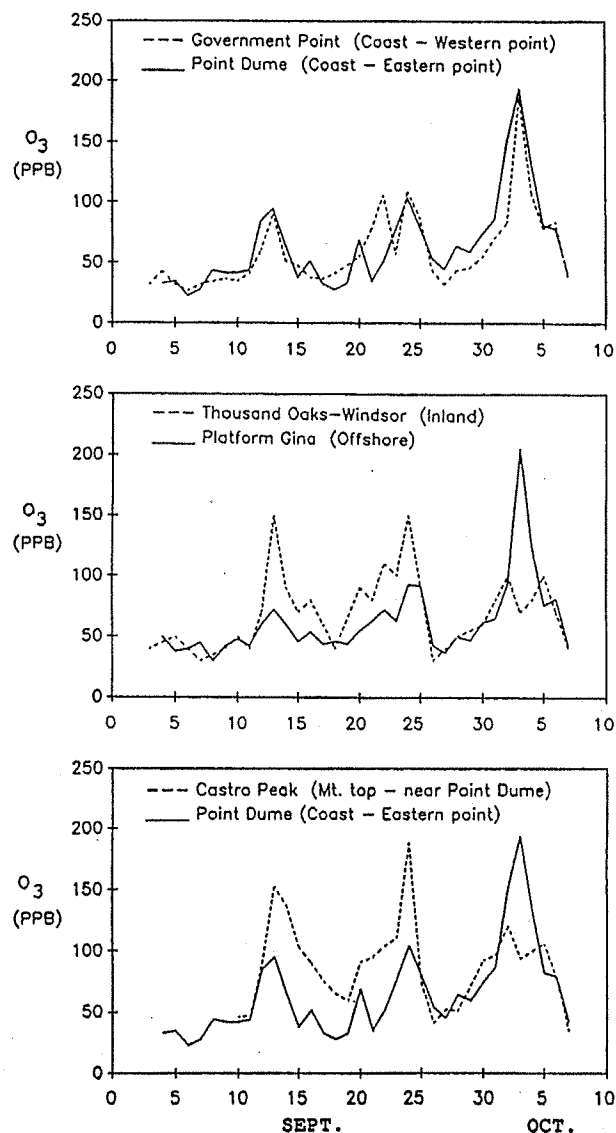 250
Government Point (Coast – Western point)
Point Dume (Coast – Eastern point)
200
150
O3
(PPB)
100
50
0
0 5 10 15 20 25 30 5 10
250
Thousand Oaks–Windsor (Inland)
Platform Gina (Offshore)
200
O3
(PPB)
150
100
50
0
0 5 10 15 20 25 30 5 10
250
Castro Peak (Mt. top – near Point Dume)
Point Dume (Coast – Eastern point)
200
O3
(PPB)
150
100
50
0
0 5 10 15 20 25 30 5 10
SEPT. OCT.